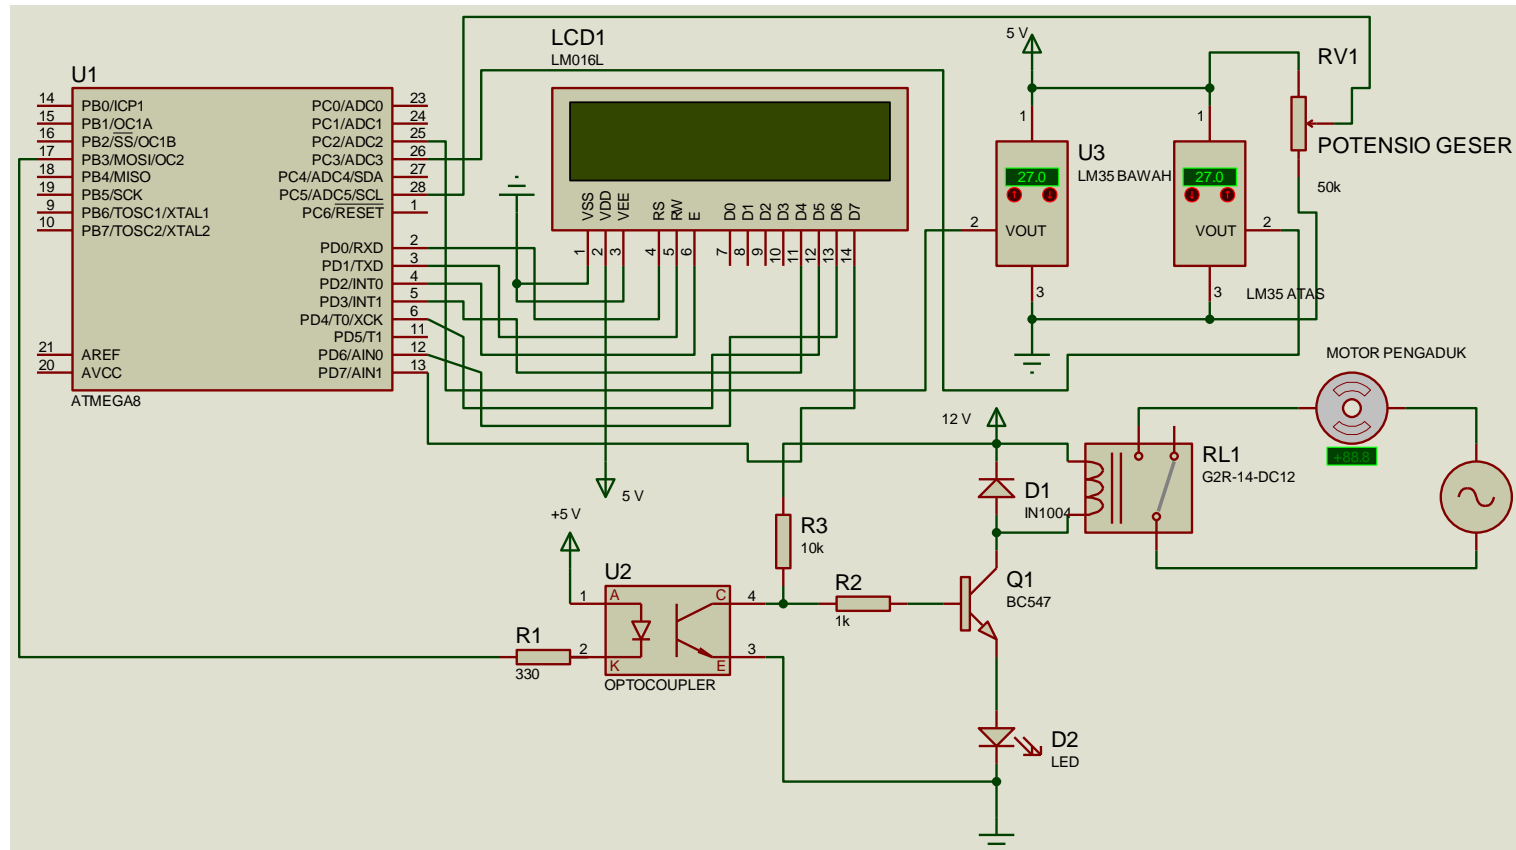 U1
14 PB0/ICP1
15 PB1/OC1A
16 PB2/SS/OC1B
17 PB3/MOSI/OC2
18 PB4/MISO
19 PB5/SCK
9 PB6/TOSC1/XTAL1
10 PB7/TOSC2/XTAL2
21 AREF
20 AVCC
PC0/ADC0 23
PC1/ADC1 24
PC2/ADC2 25
PC3/ADC3 26
PC4/ADC4/SDA 27
PC5/ADC5/SCL 28
PC6/RESET 1
PD0/RXD 2
PD1/TXD 3
PD2/INT0 4
PD3/INT1 5
PD4/T0/XCK 6
PD5/T1 11
PD6/AIN0 12
PD7/AIN1 13
ATMEGA8
LCD1
LM016L
VSS VDD VEE RS RW E D0 D1 D2 D3 D4 D5 D6 D7
1 2 3 4 5 6 7 8 9 10 11 12 13 14
5 V
5 V
1
U3
LM35 BAWAH
27.0
2
VOUT
3
1
27.0
VOUT
2
3
LM35 ATAS
RV1
POTENSIO GESER
50k
MOTOR PENGADUK
+88.8
12 V
RL1
G2R-14-DC12
D1
IN1004
R3
10k
+5 V
U2
1 A
2 K
C 4
E 3
OPTOCOUPLER
R1
330
R2
1k
Q1
BC547
D2
LED